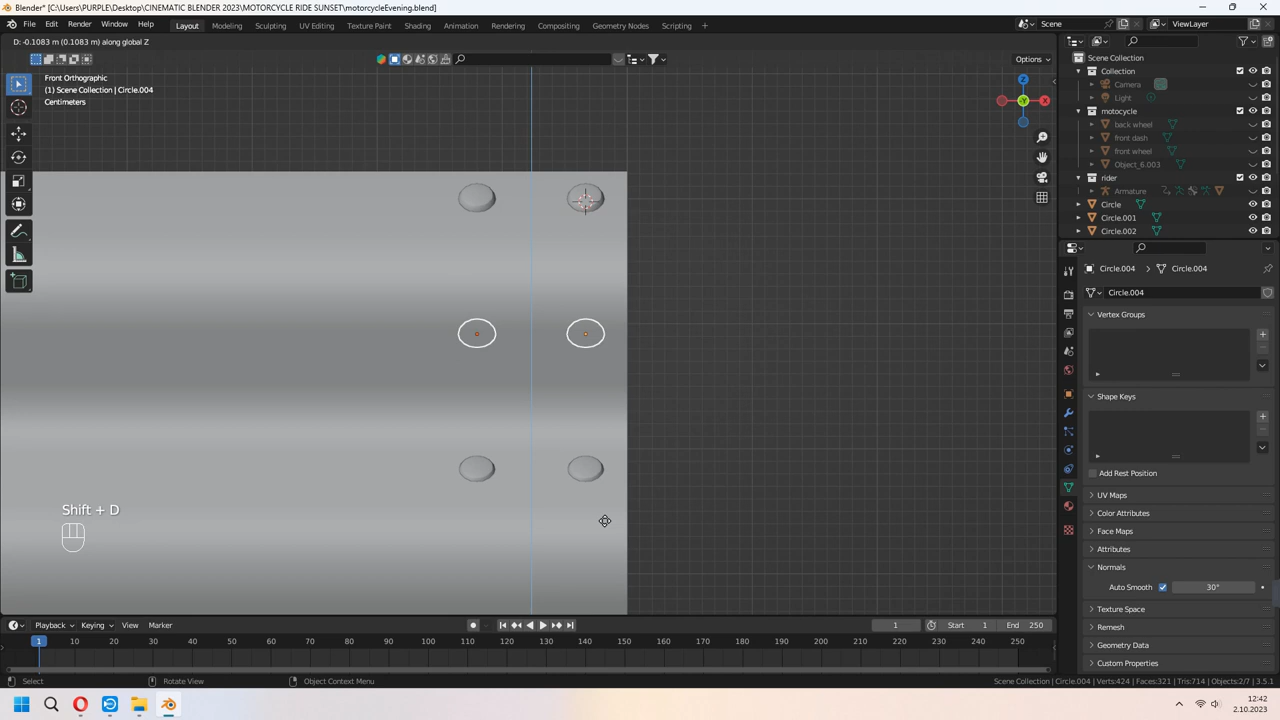 Blender* [C:\Users\PURPLE\Desktop\CINEMATIC BLENDER 2023\MOTORCYCLE RIDE SUNSET\motorcycleEvening.blend]
File Edit Render Window Help Layout Modeling Sculpting UV Editing Texture Paint Shading Animation Rendering Compositing Geometry Nodes Scripting + Scene ViewLayer
D: -0.1083 m (0.1083 m) along global Z
Options
Front Orthographic
(1) Scene Collection | Circle.004
Centimeters
Z
Y
X
Scene Collection
Collection
Camera
Light
motocycle
back wheel
front dash
front wheel
Object_6.003
rider
Armature
Circle
Circle.001
Circle.002
Circle.004 > Circle.004
Circle.004
Vertex Groups
Shape Keys
Add Rest Position
UV Maps
Color Attributes
Face Maps
Attributes
Normals
Auto Smooth 30°
Texture Space
Remesh
Geometry Data
Custom Properties
Shift + D
Playback Keying View Marker 1 Start 1 End 250
1 10 20 30 40 50 60 70 80 90 100 110 120 130 140 150 160 170 180 190 200 210 220 230 240 250
Select Rotate View Object Context Menu Scene Collection | Circle.004 | Verts:424 | Faces:321 | Tris:714 | Objects:2/7 | 3.5.1
12:42
2.10.2023